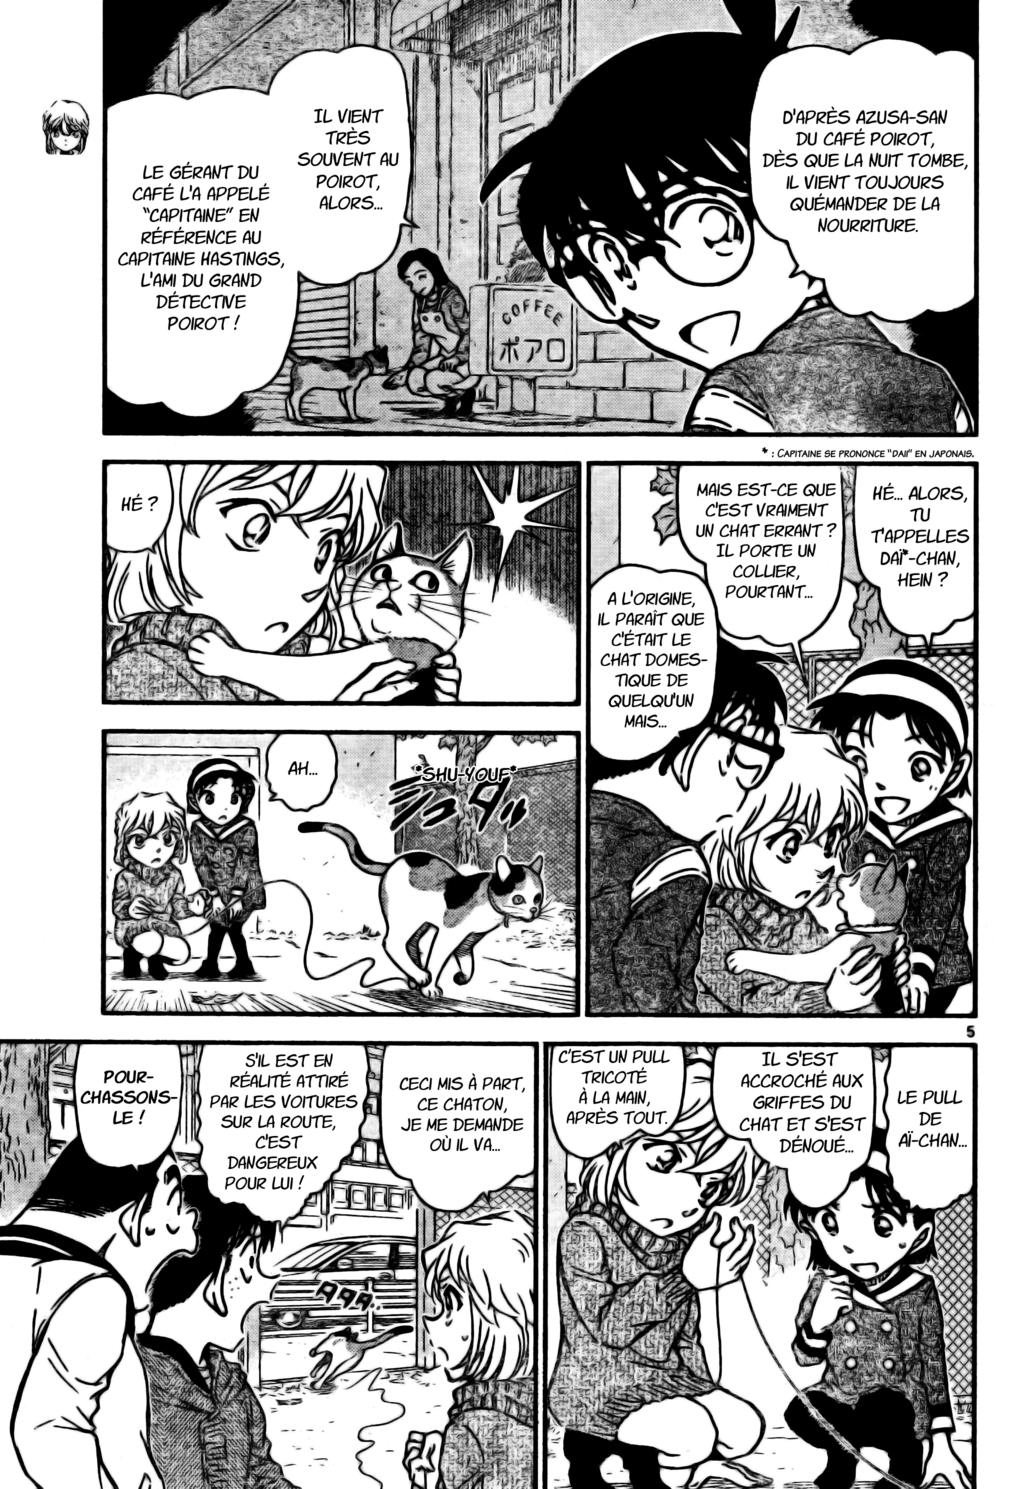 D'APRÈS AZUSA-SAN
DU CAFÉ POIROT,
DÈS QUE LA NUIT TOMBE,
IL VIENT TOUJOURS
QUÉMANDER DE LA
NOURRITURE.
IL VIENT
TRÈS
SOUVENT AU
POIROT,
ALORS...
LE GÉRANT DU
CAFÉ L'A APPELÉ
"CAPITAINE" EN
RÉFÉRENCE AU
CAPITAINE HASTINGS,
L'AMI DU GRAND
DÉTECTIVE
POIROT !
COFFEE
ポアロ
* : CAPITAINE SE PRONONCE "DAII" EN JAPONAIS.
HÉ... ALORS,
TU
T'APPELLES
DAÏ*-CHAN,
HEIN ?
MAIS EST-CE QUE
C'EST VRAIMENT
UN CHAT ERRANT ?
IL PORTE UN
COLLIER,
POURTANT...
A L'ORIGINE,
IL PARAÎT QUE
C'ÉTAIT LE
CHAT DOMES-
TIQUE DE
QUELQU'UN
MAIS...
HÉ ?
AH...
*SHU-YOUF*
シュタッ
5
LE PULL
DE
AÏ-CHAN...
IL S'EST
ACCROCHÉ AUX
GRIFFES DU
CHAT ET S'EST
DÉNOUÉ...
C'EST UN PULL
TRICOTÉ
À LA MAIN,
APRÈS TOUT.
CECI MIS À PART,
CE CHATON,
JE ME DEMANDE
OÙ IL VA...
S'IL EST EN
RÉALITÉ ATTIRÉ
PAR LES VOITURES
SUR LA ROUTE,
C'EST
DANGEREUX
POUR LUI !
POUR-
CHASSONS-
LE !
タタタ...